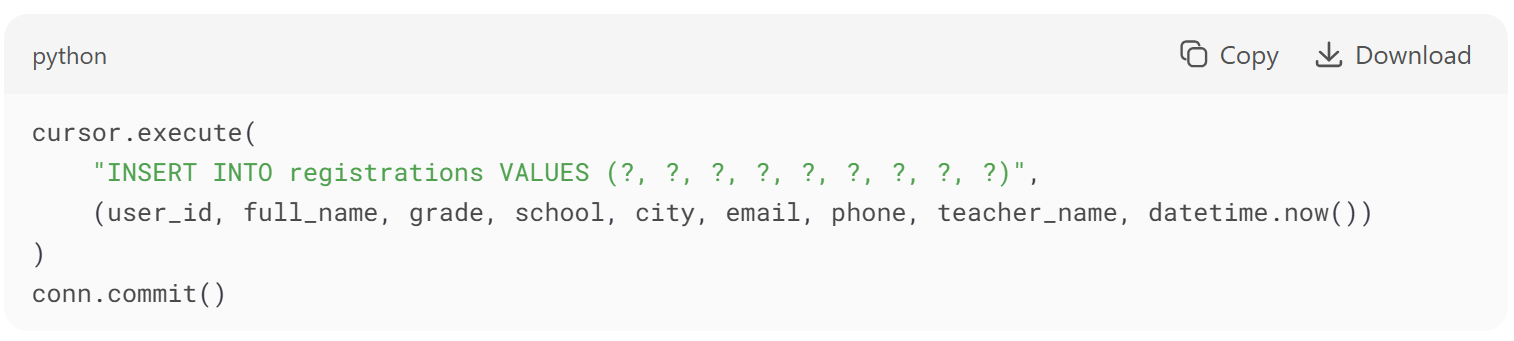 python
Copy
Download
cursor.execute(
    "INSERT INTO registrations VALUES (?, ?, ?, ?, ?, ?, ?, ?, ?)",
    (user_id, full_name, grade, school, city, email, phone, teacher_name, datetime.now())
)
conn.commit()